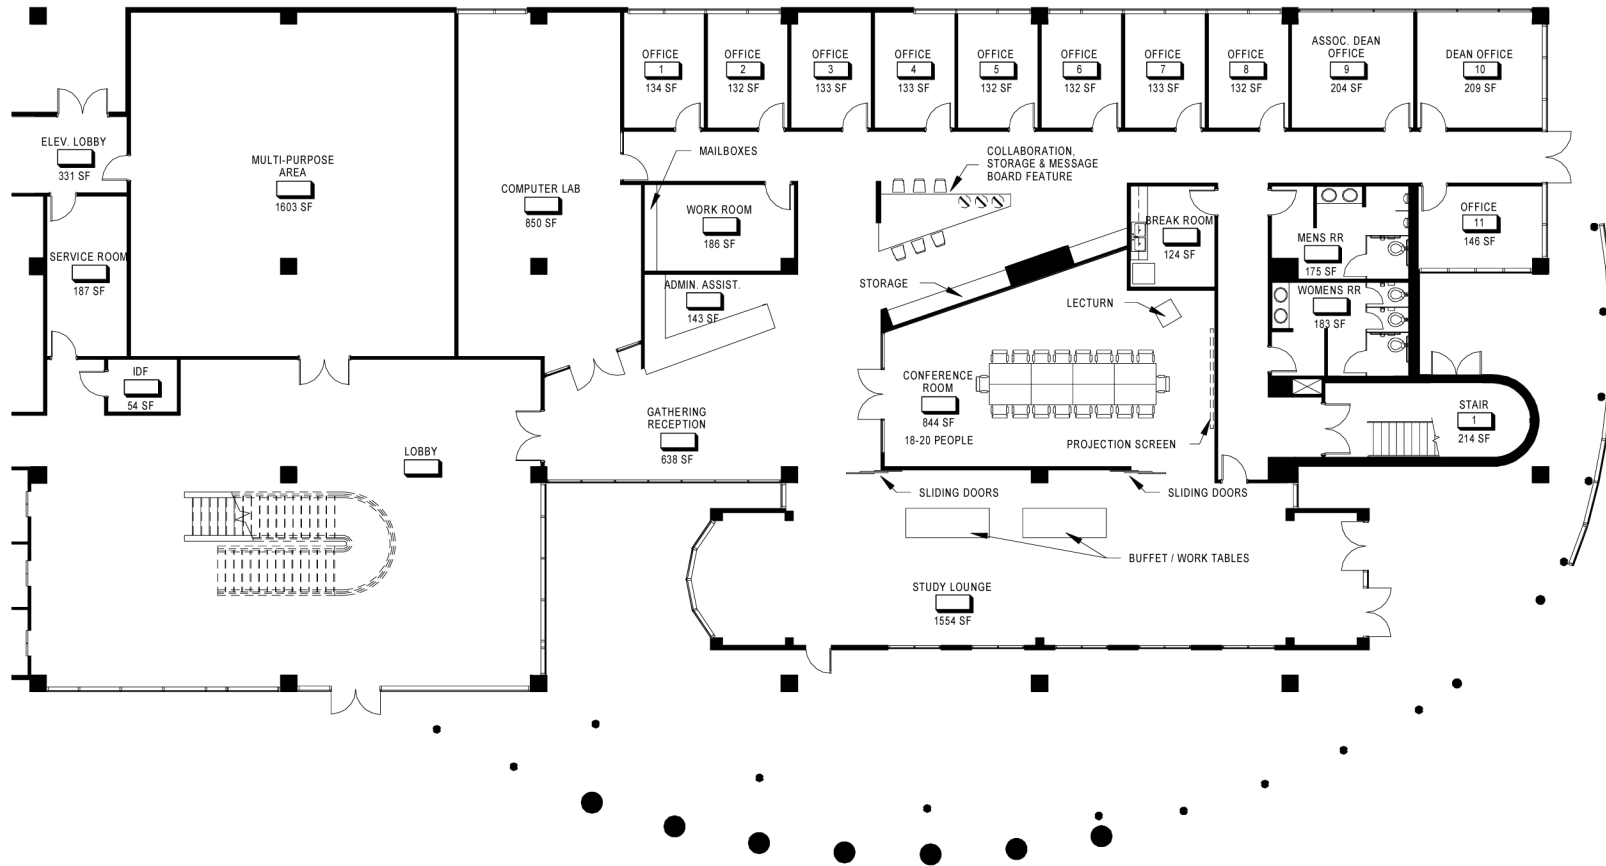 OFFICE
1
134 SF
OFFICE
2
132 SF
OFFICE
3
133 SF
OFFICE
4
133 SF
OFFICE
5
132 SF
OFFICE
6
132 SF
OFFICE
7
133 SF
OFFICE
8
132 SF
ASSOC. DEAN
OFFICE
9
204 SF
DEAN OFFICE
10
209 SF
ELEV. LOBBY
331 SF
MULTI-PURPOSE
AREA
1603 SF
COMPUTER LAB
850 SF
MAILBOXES
COLLABORATION,
STORAGE & MESSAGE
BOARD FEATURE
WORK ROOM
186 SF
BREAK ROOM
124 SF
MENS RR
175 SF
OFFICE
11
146 SF
SERVICE ROOM
187 SF
ADMIN. ASSIST.
143 SF
STORAGE
LECTURN
WOMENS RR
183 SF
IDF
54 SF
CONFERENCE
ROOM
844 SF
18-20 PEOPLE
PROJECTION SCREEN
STAIR
1
214 SF
GATHERING
RECEPTION
638 SF
LOBBY
SLIDING DOORS
SLIDING DOORS
BUFFET / WORK TABLES
STUDY LOUNGE
1554 SF